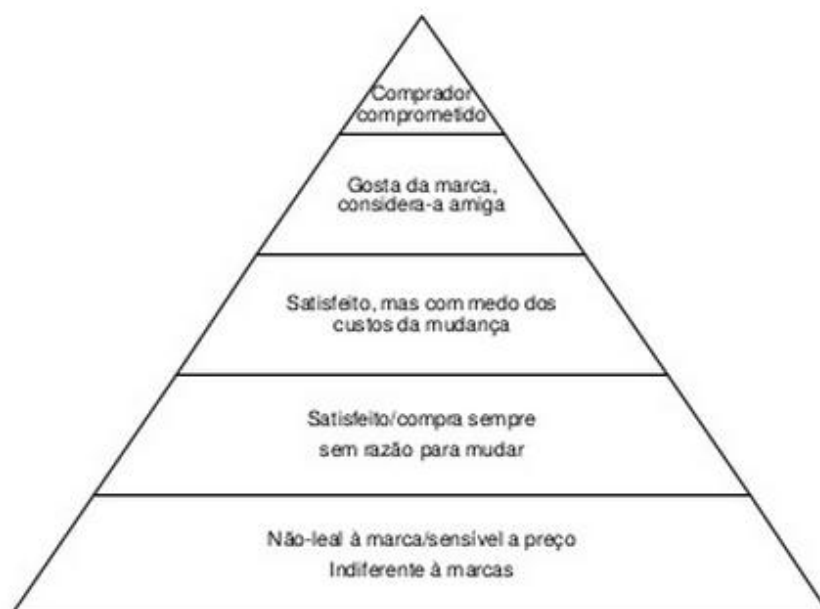 Comprador
comprometido
Gosta da marca,
considera-a amiga
Satisfeito, mas com medo dos
custos da mudança
Satisfeito/compra sempre
sem razão para mudar
Não-leal à marca/sensível a preço
Indiferente à marcas